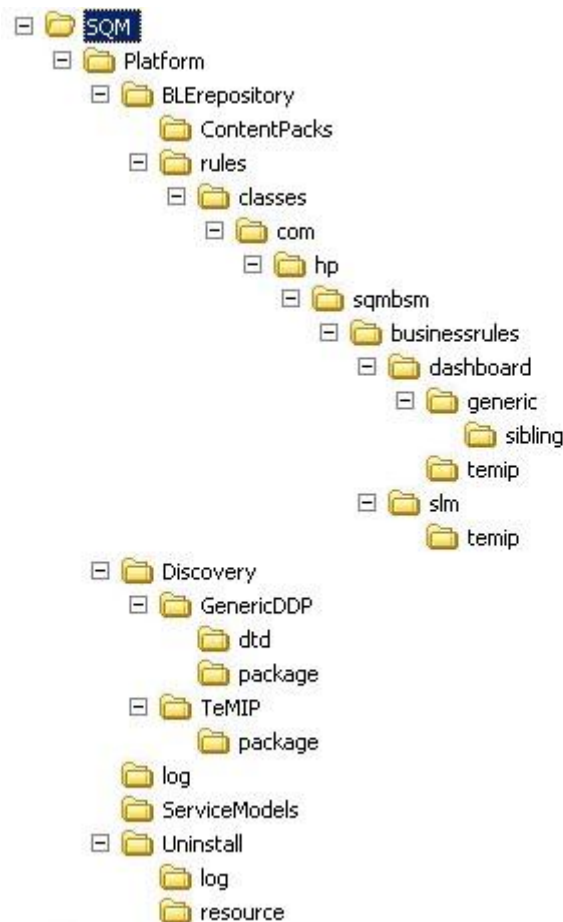 SQM
Platform
BLErepository
ContentPacks
rules
classes
com
hp
sqmbsm
businessrules
dashboard
generic
sibling
temip
slm
temip
Discovery
GenericDDP
dtd
package
TeMIP
package
log
ServiceModels
Uninstall
log
resource